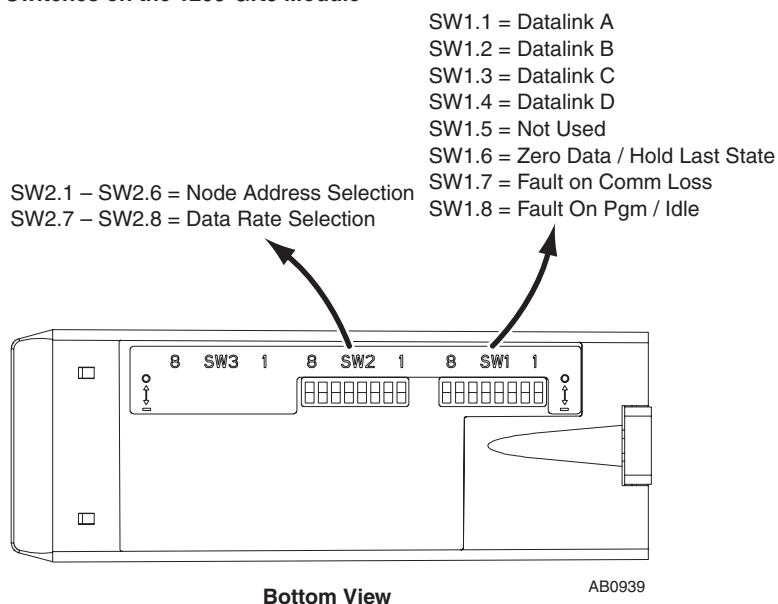 SW1.1 = Datalink A
SW1.2 = Datalink B
SW1.3 = Datalink C
SW1.4 = Datalink D
SW1.5 = Not Used
SW1.6 = Zero Data / Hold Last State
SW1.7 = Fault on Comm Loss
SW1.8 = Fault On Pgm / Idle
SW2.1 – SW2.6 = Node Address Selection
SW2.7 – SW2.8 = Data Rate Selection
8 SW3 1 8 SW2 1 8 SW1 1
Bottom View
AB0939